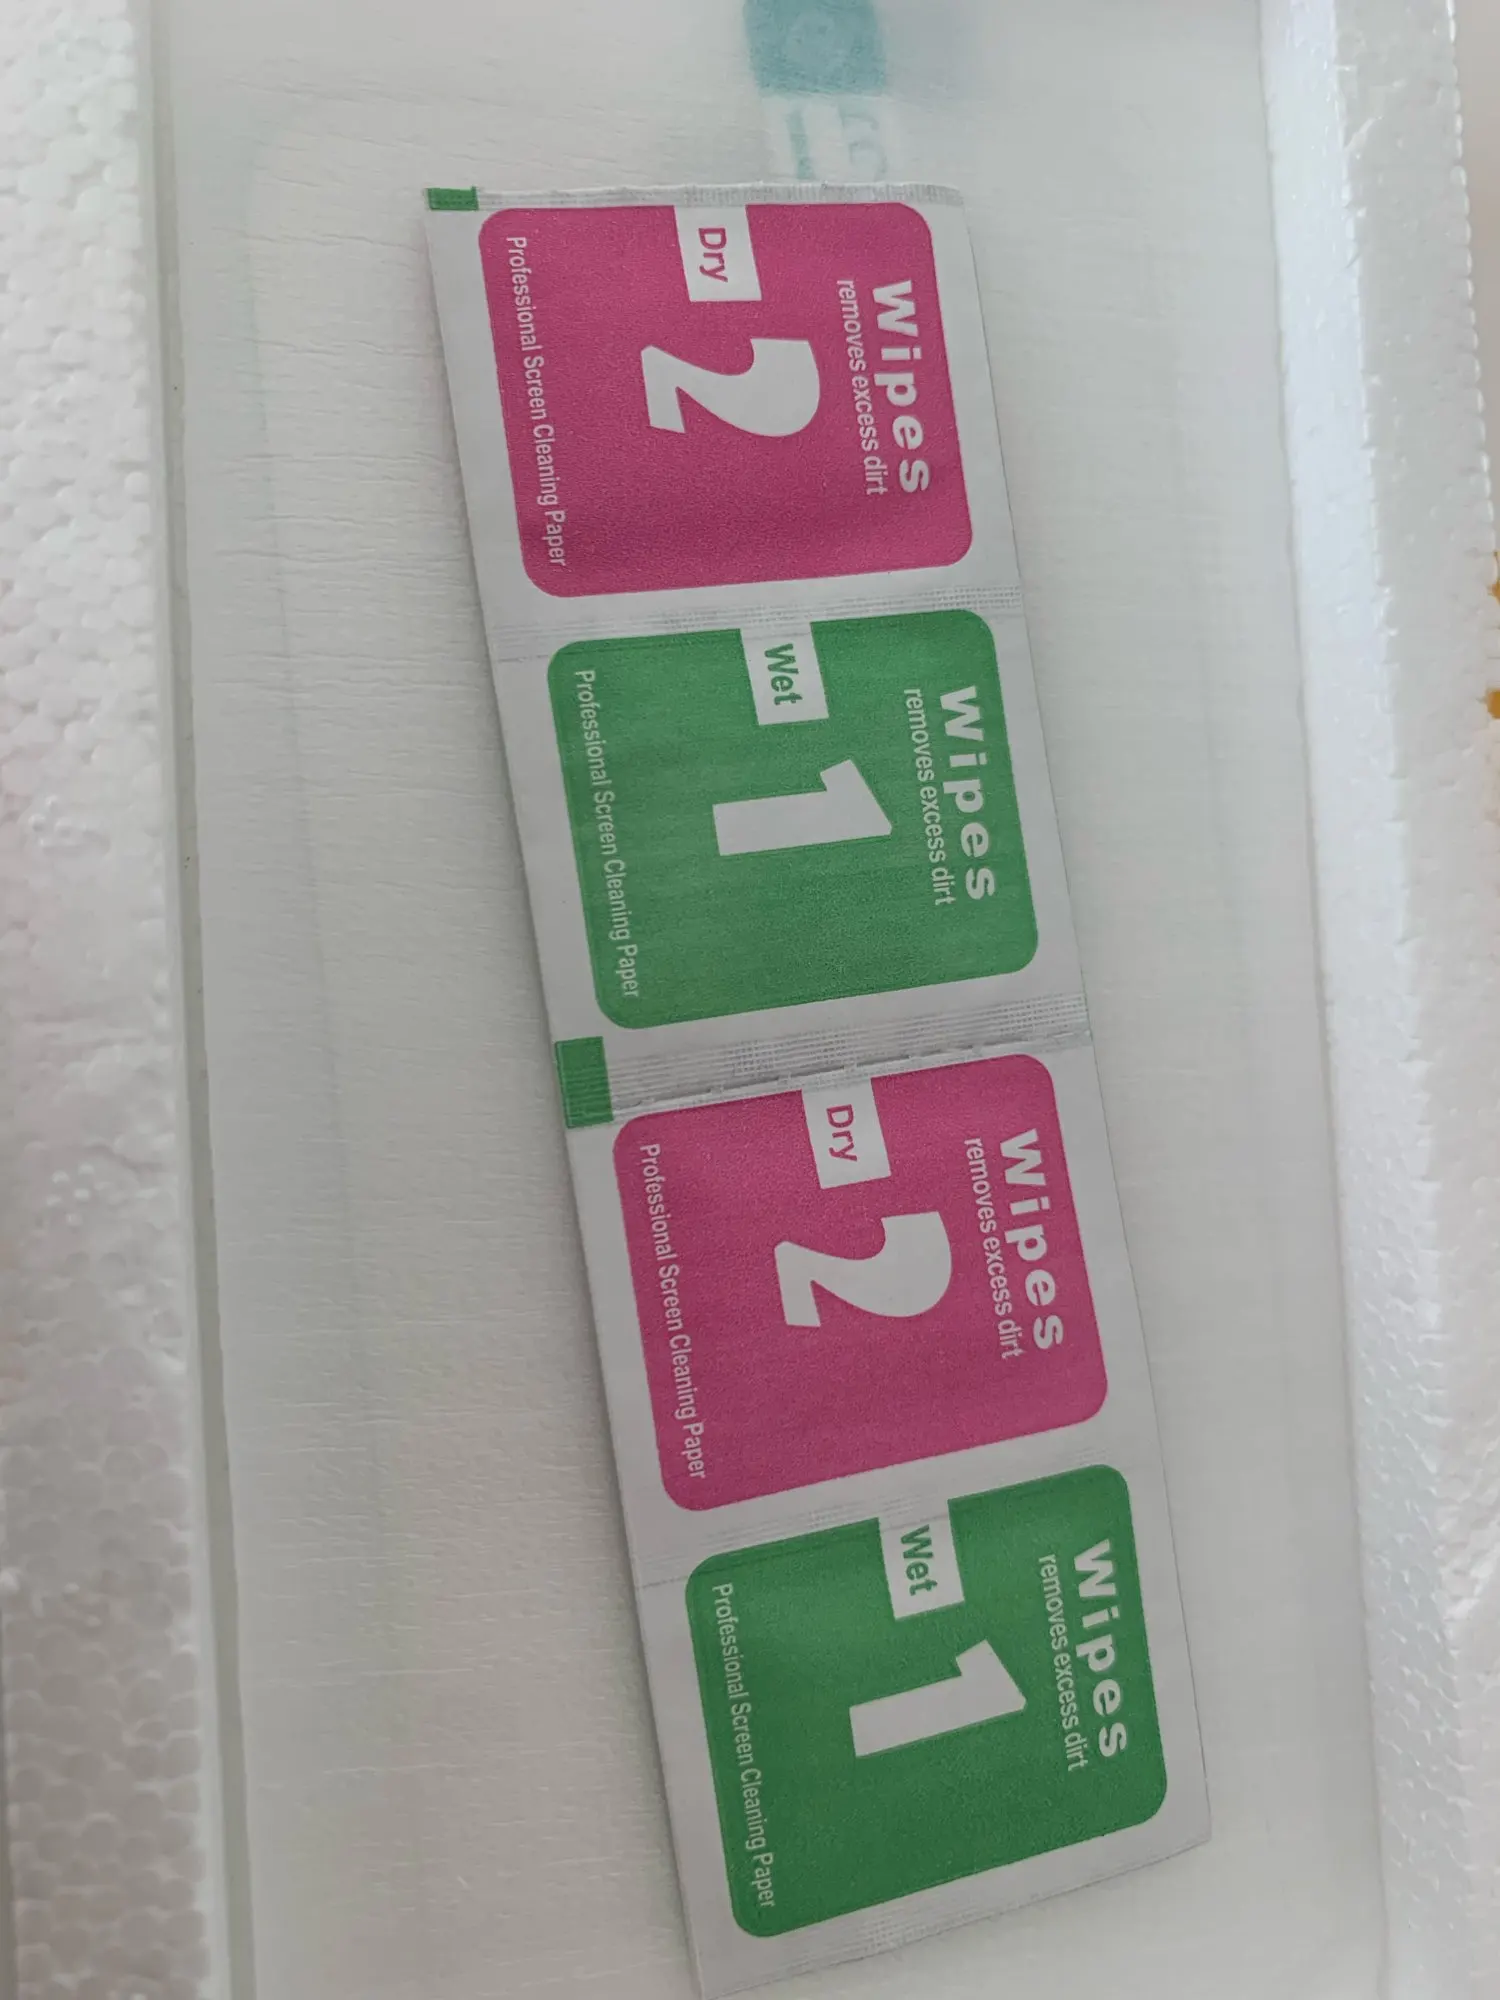 Wipes
removes excess dirt
Dry
2
Professional Screen Cleaning Paper
Wipes
removes excess dirt
Wet
1
Professional Screen Cleaning Paper
Wipes
removes excess dirt
Dry
2
Professional Screen Cleaning Paper
Wipes
removes excess dirt
Wet
1
Professional Screen Cleaning Paper